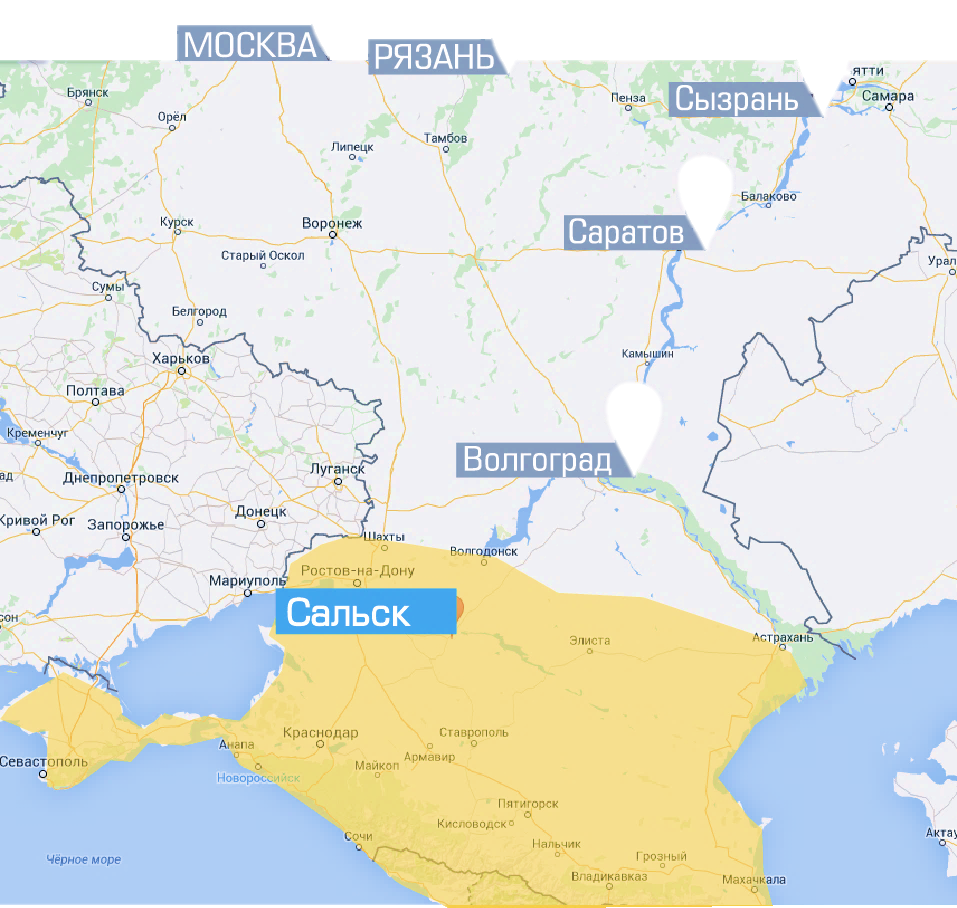 МОСКВА
РЯЗАНЬ
ятти
Сызрань
Самара
Брянск
Пенза
Орёл
Тамбов
Липецк
Балаково
Курск
Воронеж
Саратов
Старый Оскол
Урал
Сумы
Белгород
Камышин
Харьков
Полтава
Кременчуг
Волгоград
Луганск
ад
Днепропетровск
Донецк
Кривой Рог
Запорожье
Шахты
Волгодонск
Ростов-на-Дону
Мариуполь
Сальск
сон
Астрахань
Элиста
Краснодар
Ставрополь
Анапа
Армавир
Севастополь
Майкоп
Новороссийск
Пятигорск
Кисловодск
Актау
Сочи
Нальчик
Чёрное море
Грозный
Владикавказ
Махачкала